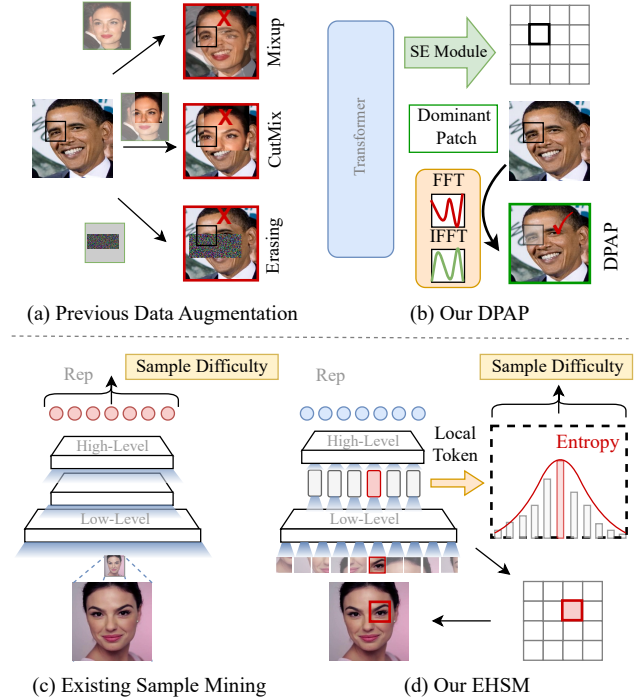 Mixup
CutMix
Erasing
(a) Previous Data Augmentation
Transformer
SE Module
Dominant
Patch
FFT
IFFT
DPAP
(b) Our DPAP
Rep
Sample Difficulty
High-Level
Low-Level
(c) Existing Sample Mining
Rep
Sample Difficulty
High-Level
Local
Token
Entropy
Low-Level
(d) Our EHSM